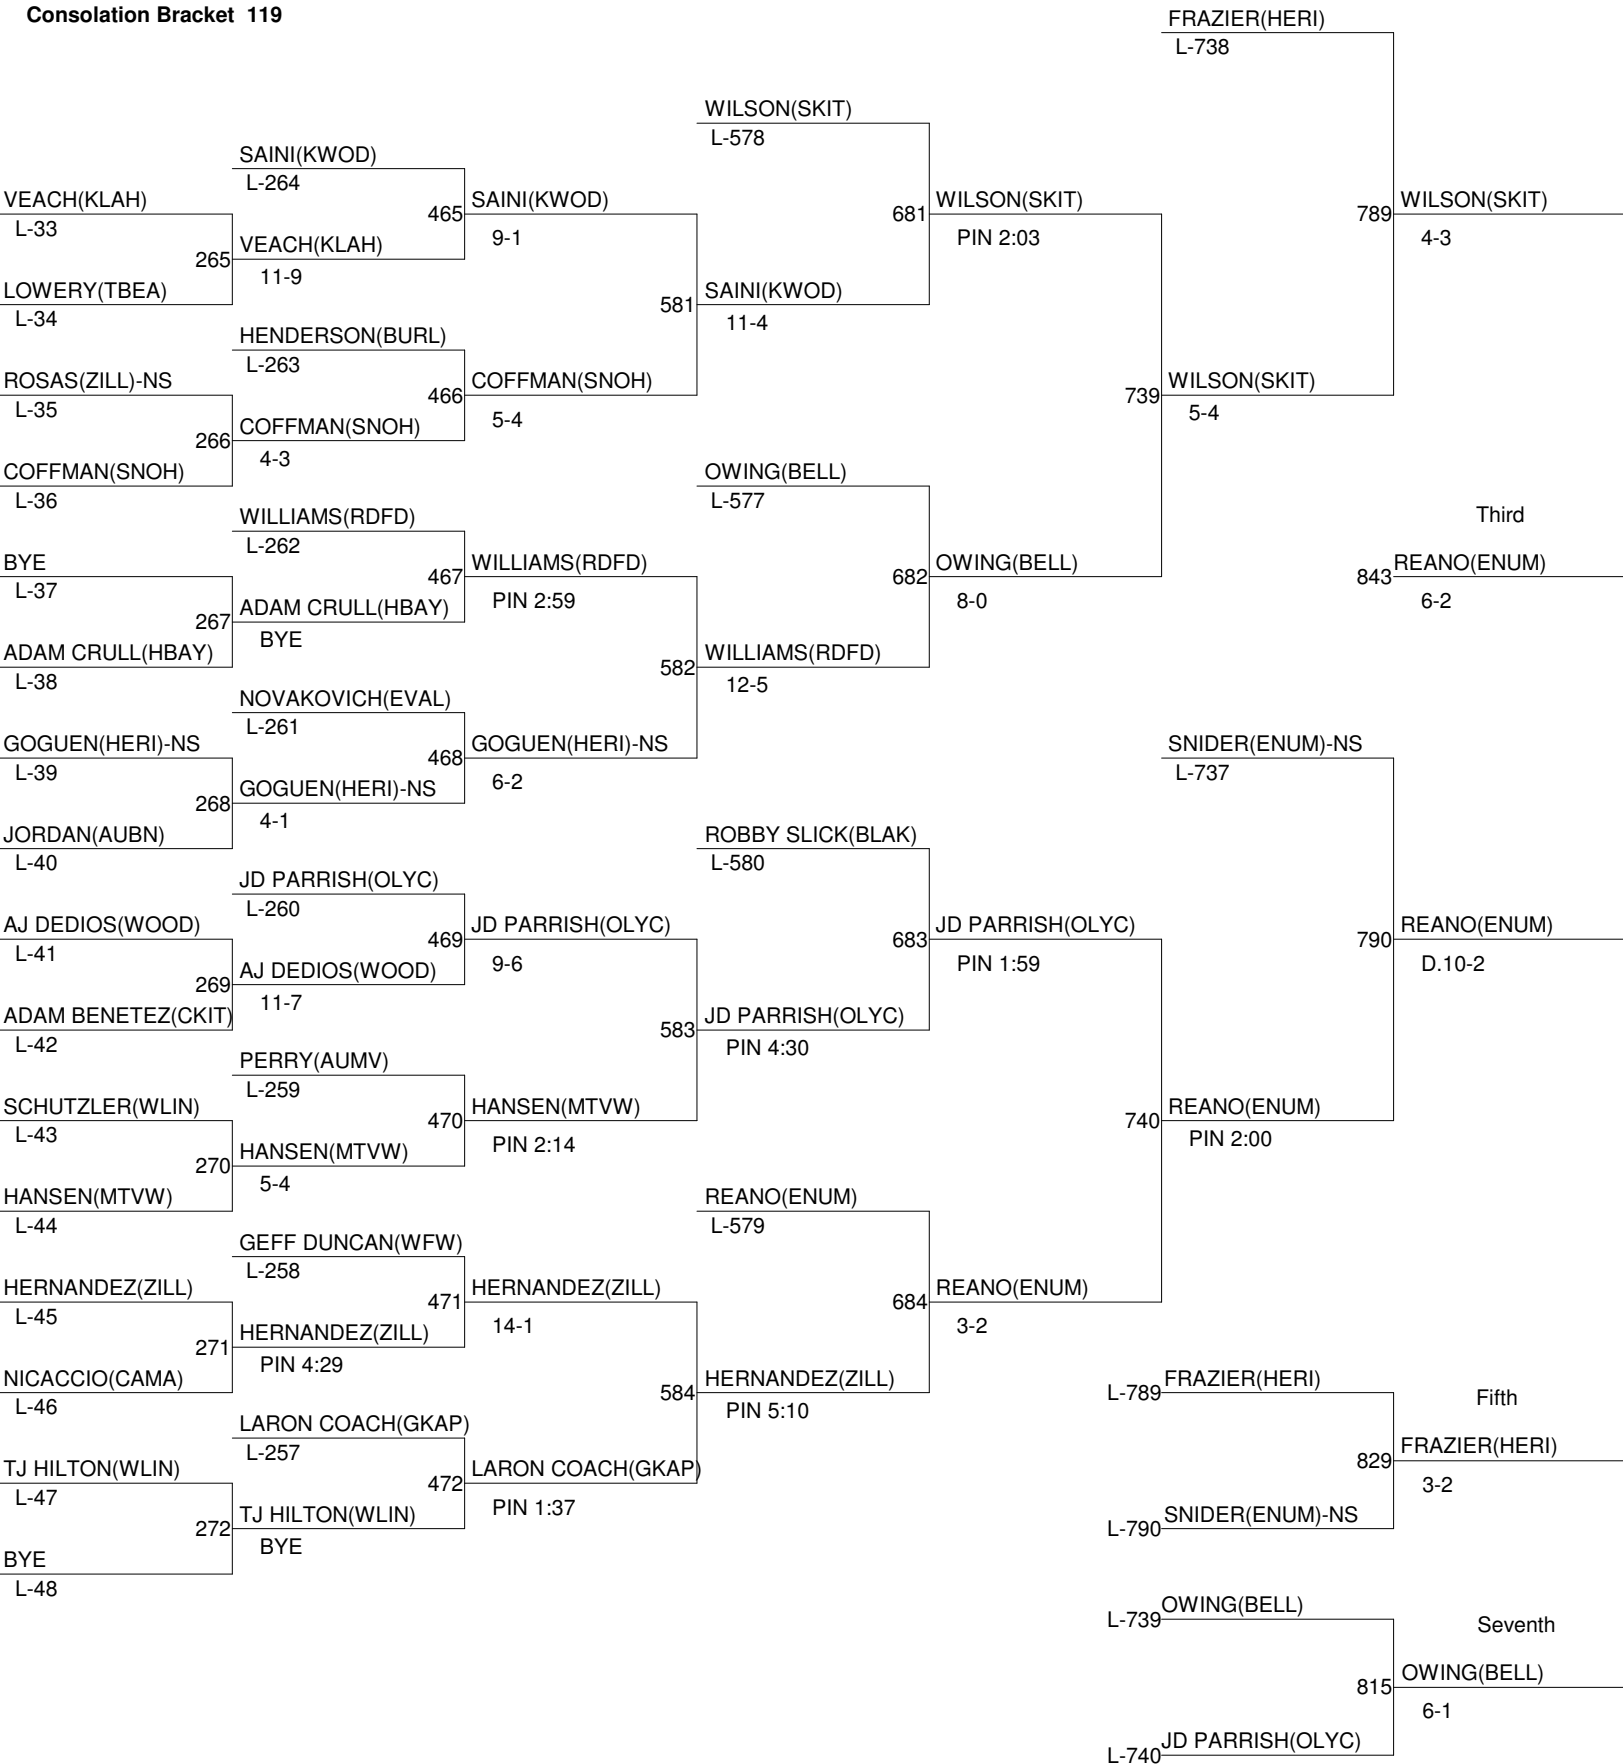 Consolation Bracket 119
FRAZIER(HERI)
L-738
WILSON(SKIT)
L-578
SAINI(KWOD)
L-264
VEACH(KLAH)
L-33
465
SAINI(KWOD)
9-1
681
WILSON(SKIT)
PIN 2:03
789
WILSON(SKIT)
4-3
265
VEACH(KLAH)
11-9
LOWERY(TBEA)
L-34
581
SAINI(KWOD)
11-4
HENDERSON(BURL)
L-263
ROSAS(ZILL)-NS
L-35
466
COFFMAN(SNOH)
5-4
739
WILSON(SKIT)
5-4
266
COFFMAN(SNOH)
4-3
COFFMAN(SNOH)
L-36
OWING(BELL)
L-577
WILLIAMS(RDFD)
L-262
Third
BYE
L-37
467
WILLIAMS(RDFD)
PIN 2:59
682
OWING(BELL)
8-0
843
REANO(ENUM)
6-2
267
ADAM CRULL(HBAY)
BYE
ADAM CRULL(HBAY)
L-38
582
WILLIAMS(RDFD)
12-5
NOVAKOVICH(EVAL)
L-261
GOGUEN(HERI)-NS
L-39
468
GOGUEN(HERI)-NS
6-2
SNIDER(ENUM)-NS
L-737
268
GOGUEN(HERI)-NS
4-1
JORDAN(AUBN)
L-40
ROBBY SLICK(BLAK)
L-580
JD PARRISH(OLYC)
L-260
AJ DEDIOS(WOOD)
L-41
469
JD PARRISH(OLYC)
9-6
683
JD PARRISH(OLYC)
PIN 1:59
790
REANO(ENUM)
D.10-2
269
AJ DEDIOS(WOOD)
11-7
ADAM BENETEZ(CKIT)
L-42
583
JD PARRISH(OLYC)
PIN 4:30
PERRY(AUMV)
L-259
SCHUTZLER(WLIN)
L-43
470
HANSEN(MTVW)
PIN 2:14
740
REANO(ENUM)
PIN 2:00
270
HANSEN(MTVW)
5-4
HANSEN(MTVW)
L-44
REANO(ENUM)
L-579
GEFF DUNCAN(WFW)
L-258
HERNANDEZ(ZILL)
L-45
471
HERNANDEZ(ZILL)
14-1
684
REANO(ENUM)
3-2
271
HERNANDEZ(ZILL)
PIN 4:29
NICACCIO(CAMA)
L-46
584
HERNANDEZ(ZILL)
PIN 5:10
L-789
FRAZIER(HERI)
Fifth
LARON COACH(GKAP)
L-257
829
FRAZIER(HERI)
3-2
TJ HILTON(WLIN)
L-47
472
LARON COACH(GKAP)
PIN 1:37
272
TJ HILTON(WLIN)
BYE
L-790
SNIDER(ENUM)-NS
BYE
L-48
L-739
OWING(BELL)
Seventh
815
OWING(BELL)
6-1
L-740
JD PARRISH(OLYC)